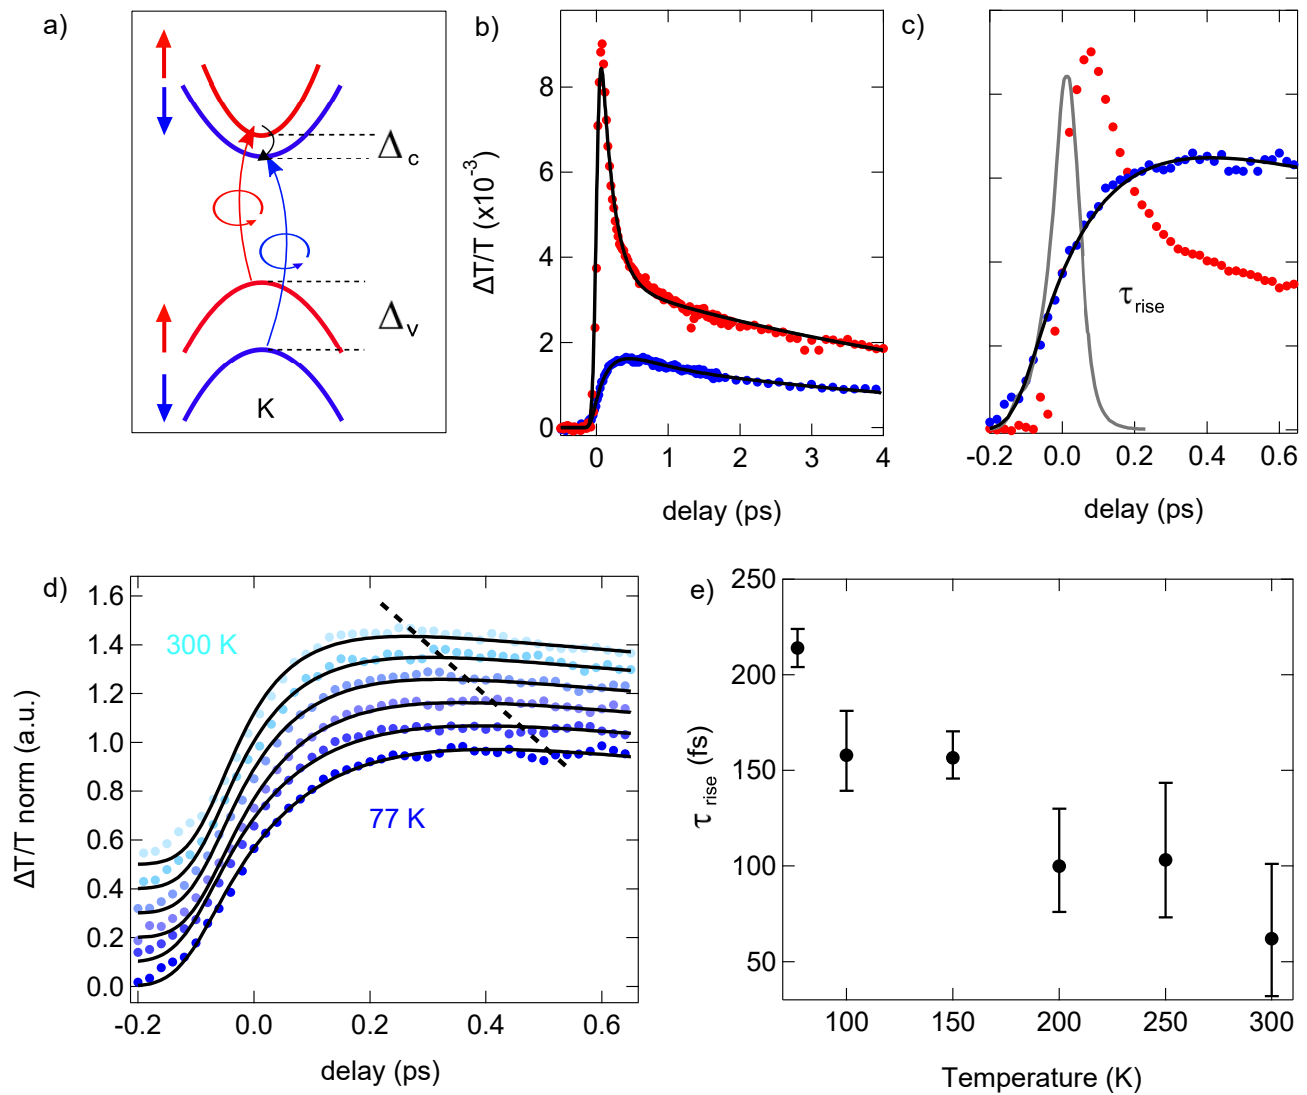 a)
Δc
Δv
K
b)
ΔT/T (x10-3)
8
6
4
2
0
0 1 2 3 4
delay (ps)
c)
τrise
-0.2 0.0 0.2 0.4 0.6
delay (ps)
d)
ΔT/T norm (a.u.)
1.6
1.4
1.2
1.0
0.8
0.6
0.4
0.2
0.0
300 K
77 K
-0.2 0.0 0.2 0.4 0.6
delay (ps)
e)
τrise (fs)
250
200
150
100
50
100 150 200 250 300
Temperature (K)